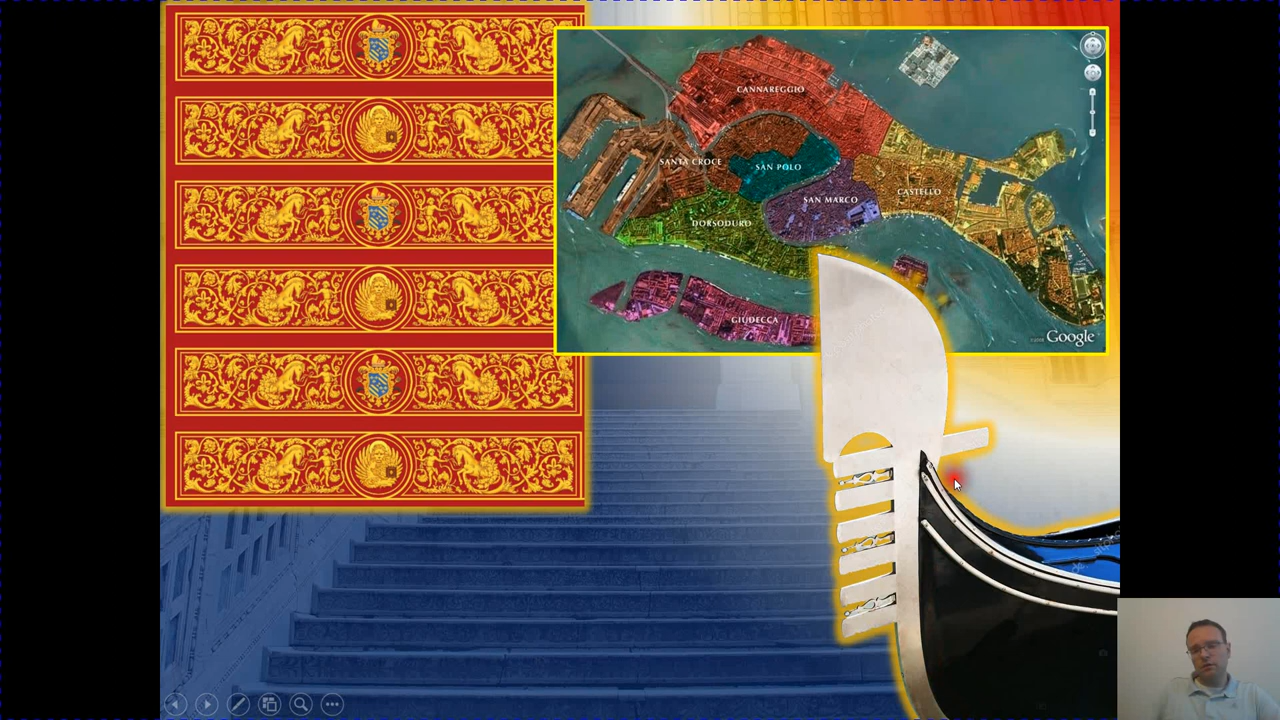 CANNAREGGIO
SANTA CROCE
SAN POLO
SAN MARCO
CASTELLO
DORSODURO
GIUDECCA
Google